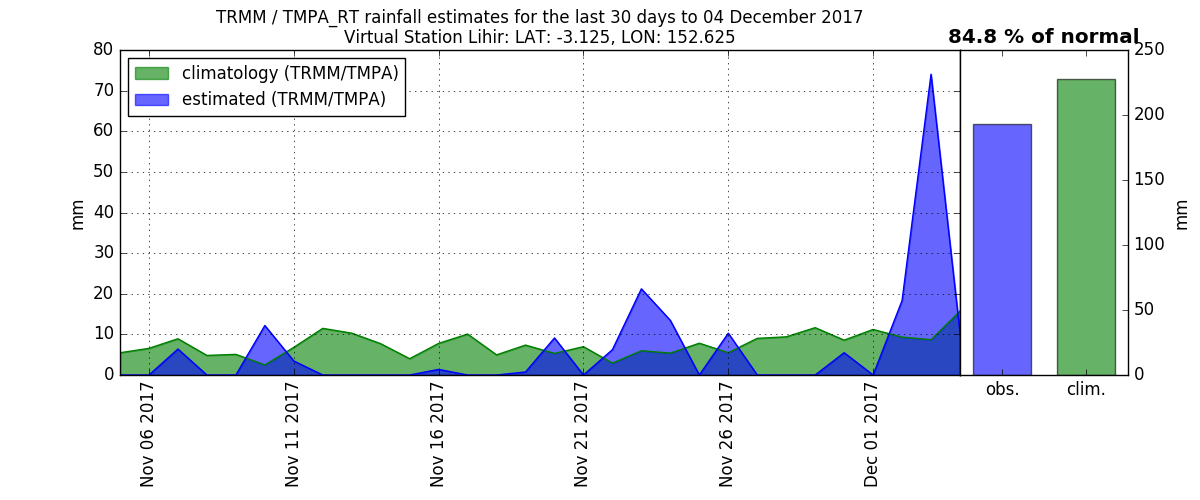 TRMM / TMPA_RT rainfall estimates for the last 30 days to 04 December 2017
Virtual Station Lihir: LAT: -3.125, LON: 152.625
84.8 % of normal
climatology (TRMM/TMPA)
estimated (TRMM/TMPA)
80
70
60
50
40
30
20
10
0
mm
Nov 06 2017
Nov 11 2017
Nov 16 2017
Nov 21 2017
Nov 26 2017
Dec 01 2017
obs.
clim.
250
200
150
100
50
0
mm